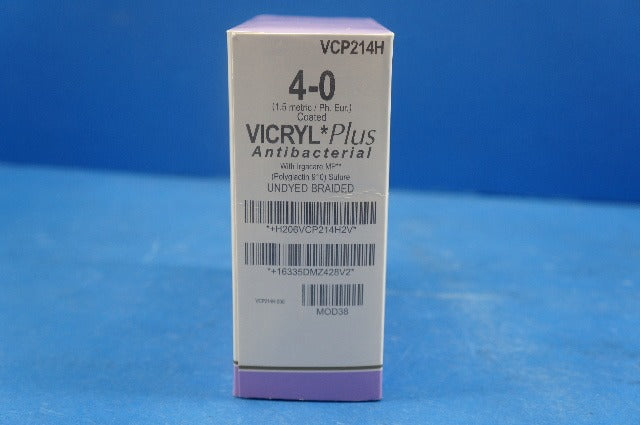 VCP214H
4-0
(1.5 metric / Ph. Eur.)
Coated
VICRYL*Plus
Antibacterial
With Irgacare MP**
(Polyglactin 910) Suture
UNDYED BRAIDED
*+H206VCP214H2V*
*+16335DMZ428V2*
MOD38